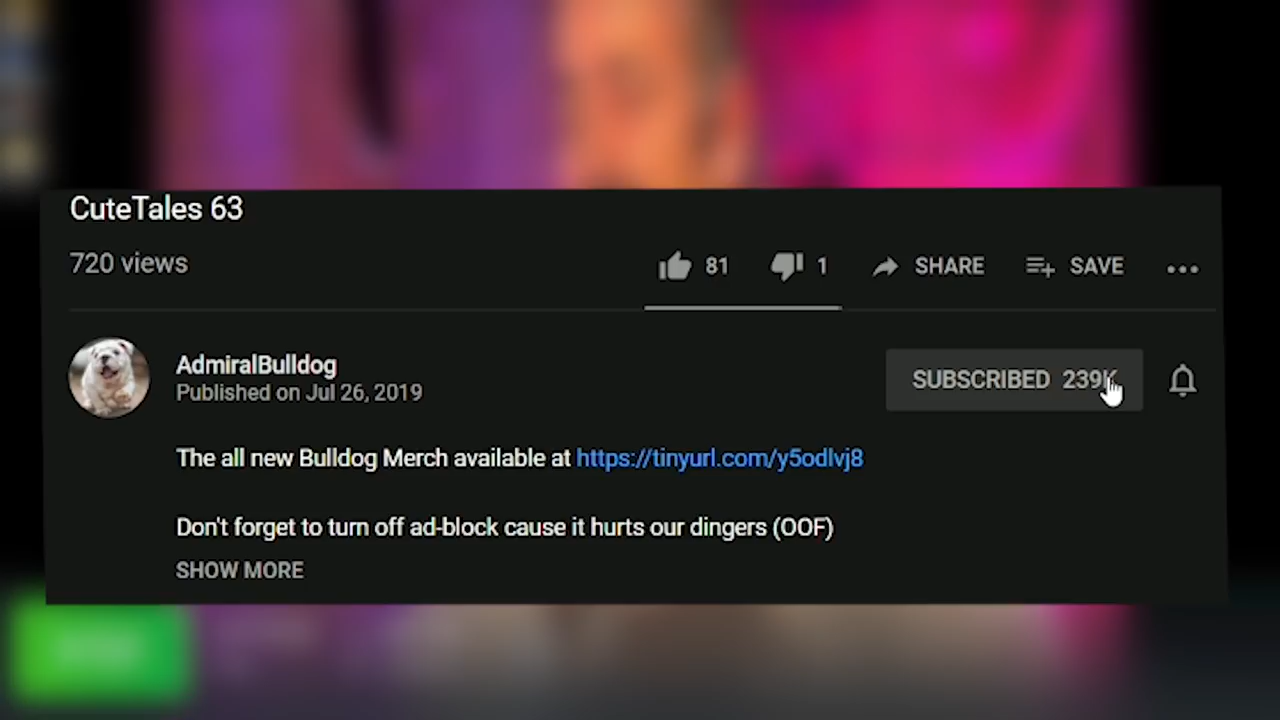 CuteTales 63
720 views
81 1 SHARE SAVE
AdmiralBulldog
Published on Jul 26, 2019
SUBSCRIBED 239K
The all new Bulldog Merch available at https://tinyurl.com/y5odlvj8
Don't forget to turn off ad-block cause it hurts our dingers (OOF)
SHOW MORE